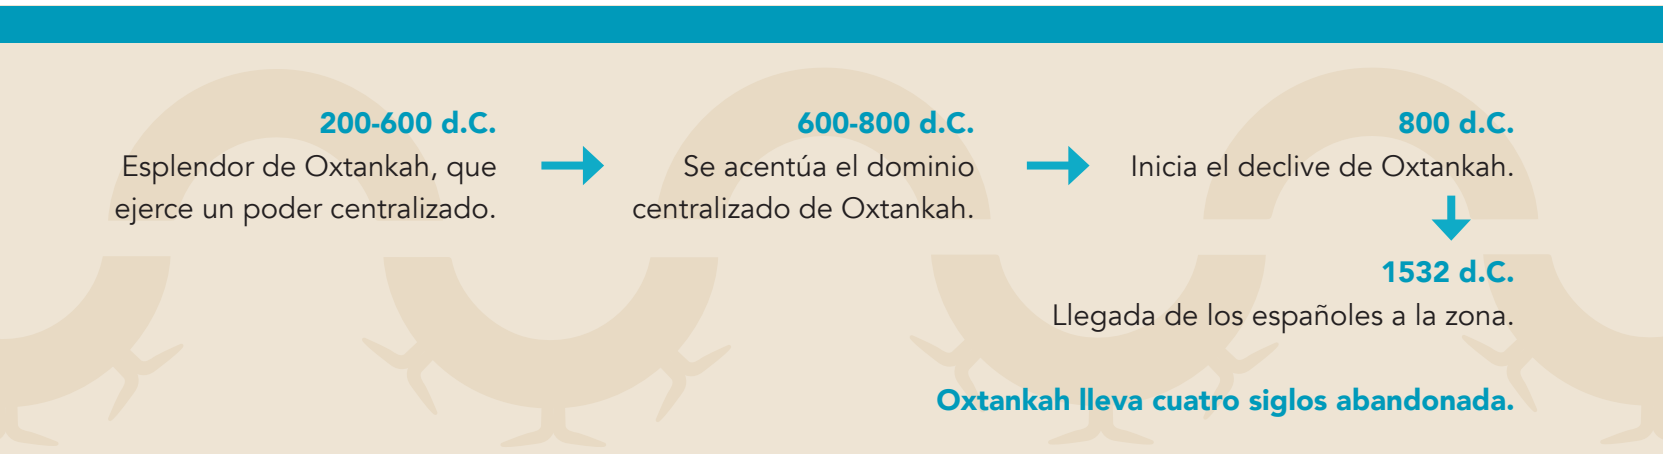 200-600 d.C.
Esplendor de Oxtankah, que
ejerce un poder centralizado.
600-800 d.C.
Se acentúa el dominio
centralizado de Oxtankah.
800 d.C.
Inicia el declive de Oxtankah.
1532 d.C.
Llegada de los españoles a la zona.
Oxtankah lleva cuatro siglos abandonada.